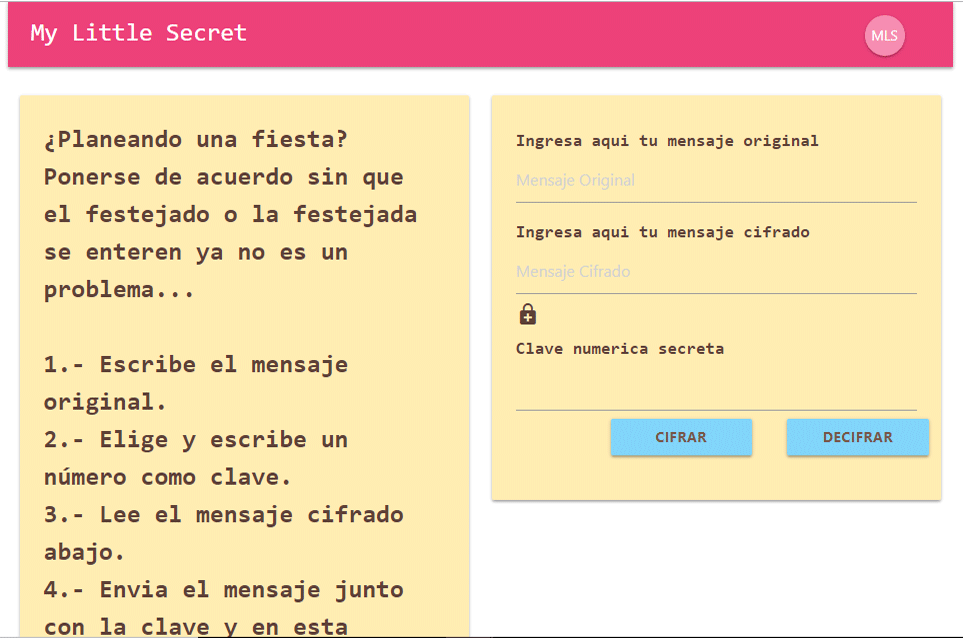 My Little Secret
MLS
¿Planeando una fiesta?
Ponerse de acuerdo sin que
el festejado o la festejada
se enteren ya no es un
problema...
1.- Escribe el mensaje
original.
2.- Elige y escribe un
número como clave.
3.- Lee el mensaje cifrado
abajo.
4.- Envia el mensaje junto
con la clave y en esta
Ingresa aqui tu mensaje original
Mensaje Original
Ingresa aqui tu mensaje cifrado
Mensaje Cifrado
Clave numerica secreta
CIFRAR
DECIFRAR